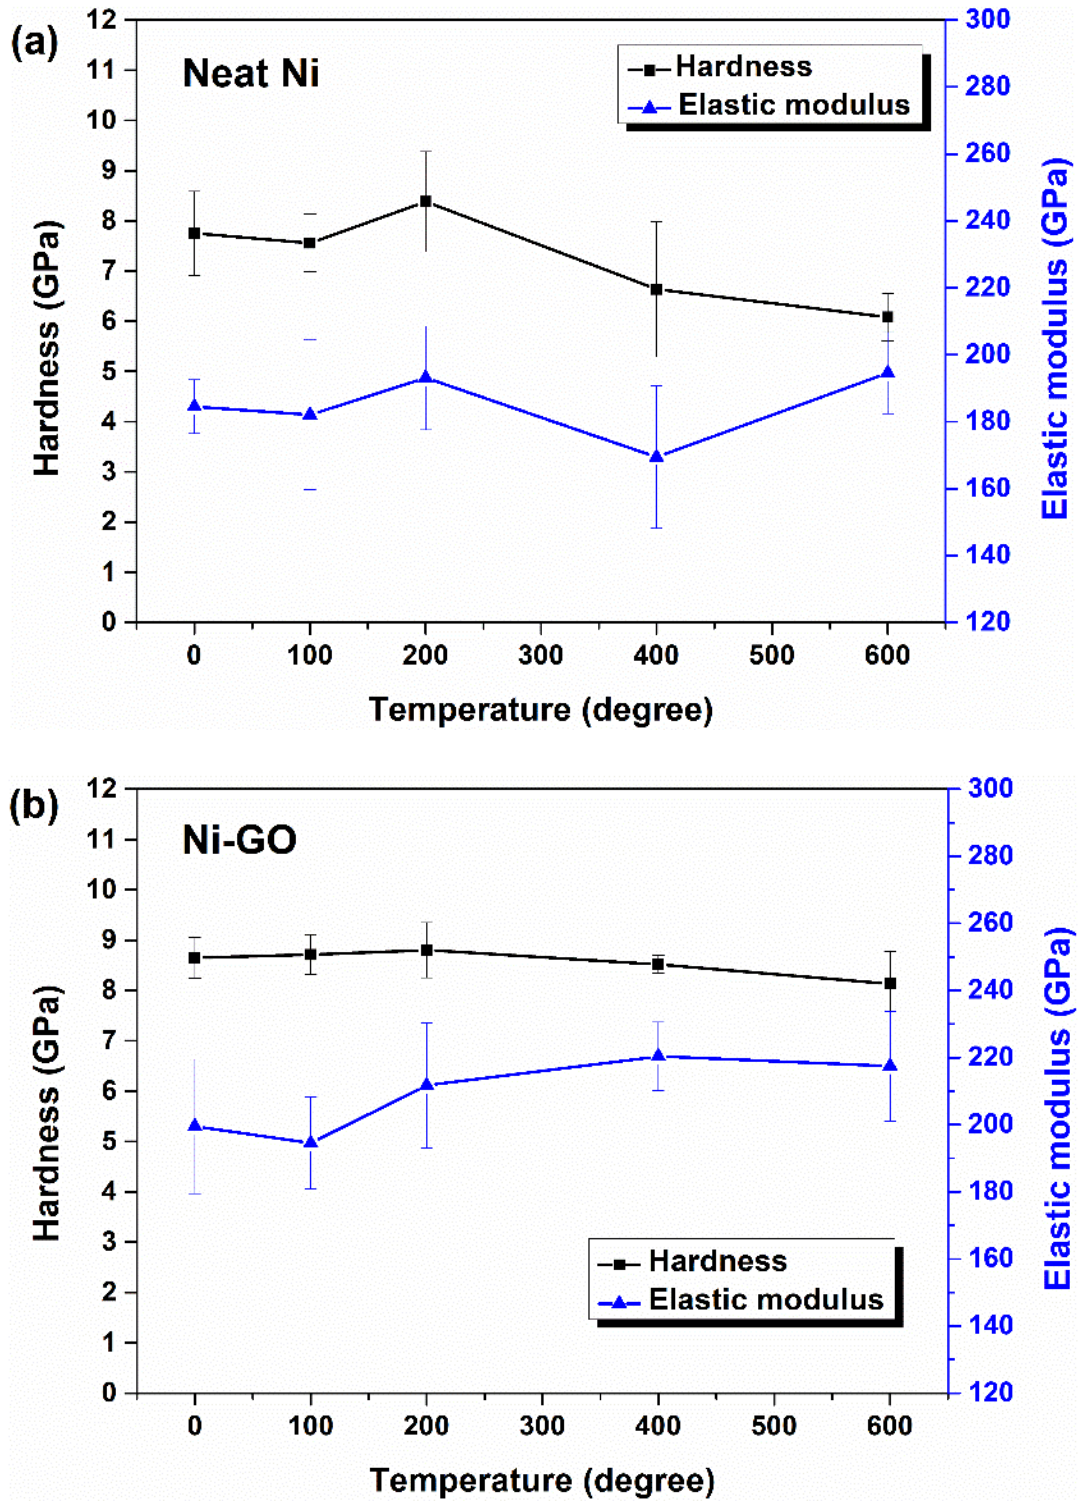 (a)
Neat Ni
Hardness
Elastic modulus
12
11
10
9
8
7
6
5
4
3
2
1
0
Hardness (GPa)
300
280
260
240
220
200
180
160
140
120
Elastic modulus (GPa)
0 100 200 300 400 500 600
Temperature (degree)
(b)
Ni-GO
12
11
10
9
8
7
6
5
4
3
2
1
0
Hardness (GPa)
300
280
260
240
220
200
180
160
140
120
Elastic modulus (GPa)
Hardness
Elastic modulus
0 100 200 300 400 500 600
Temperature (degree)